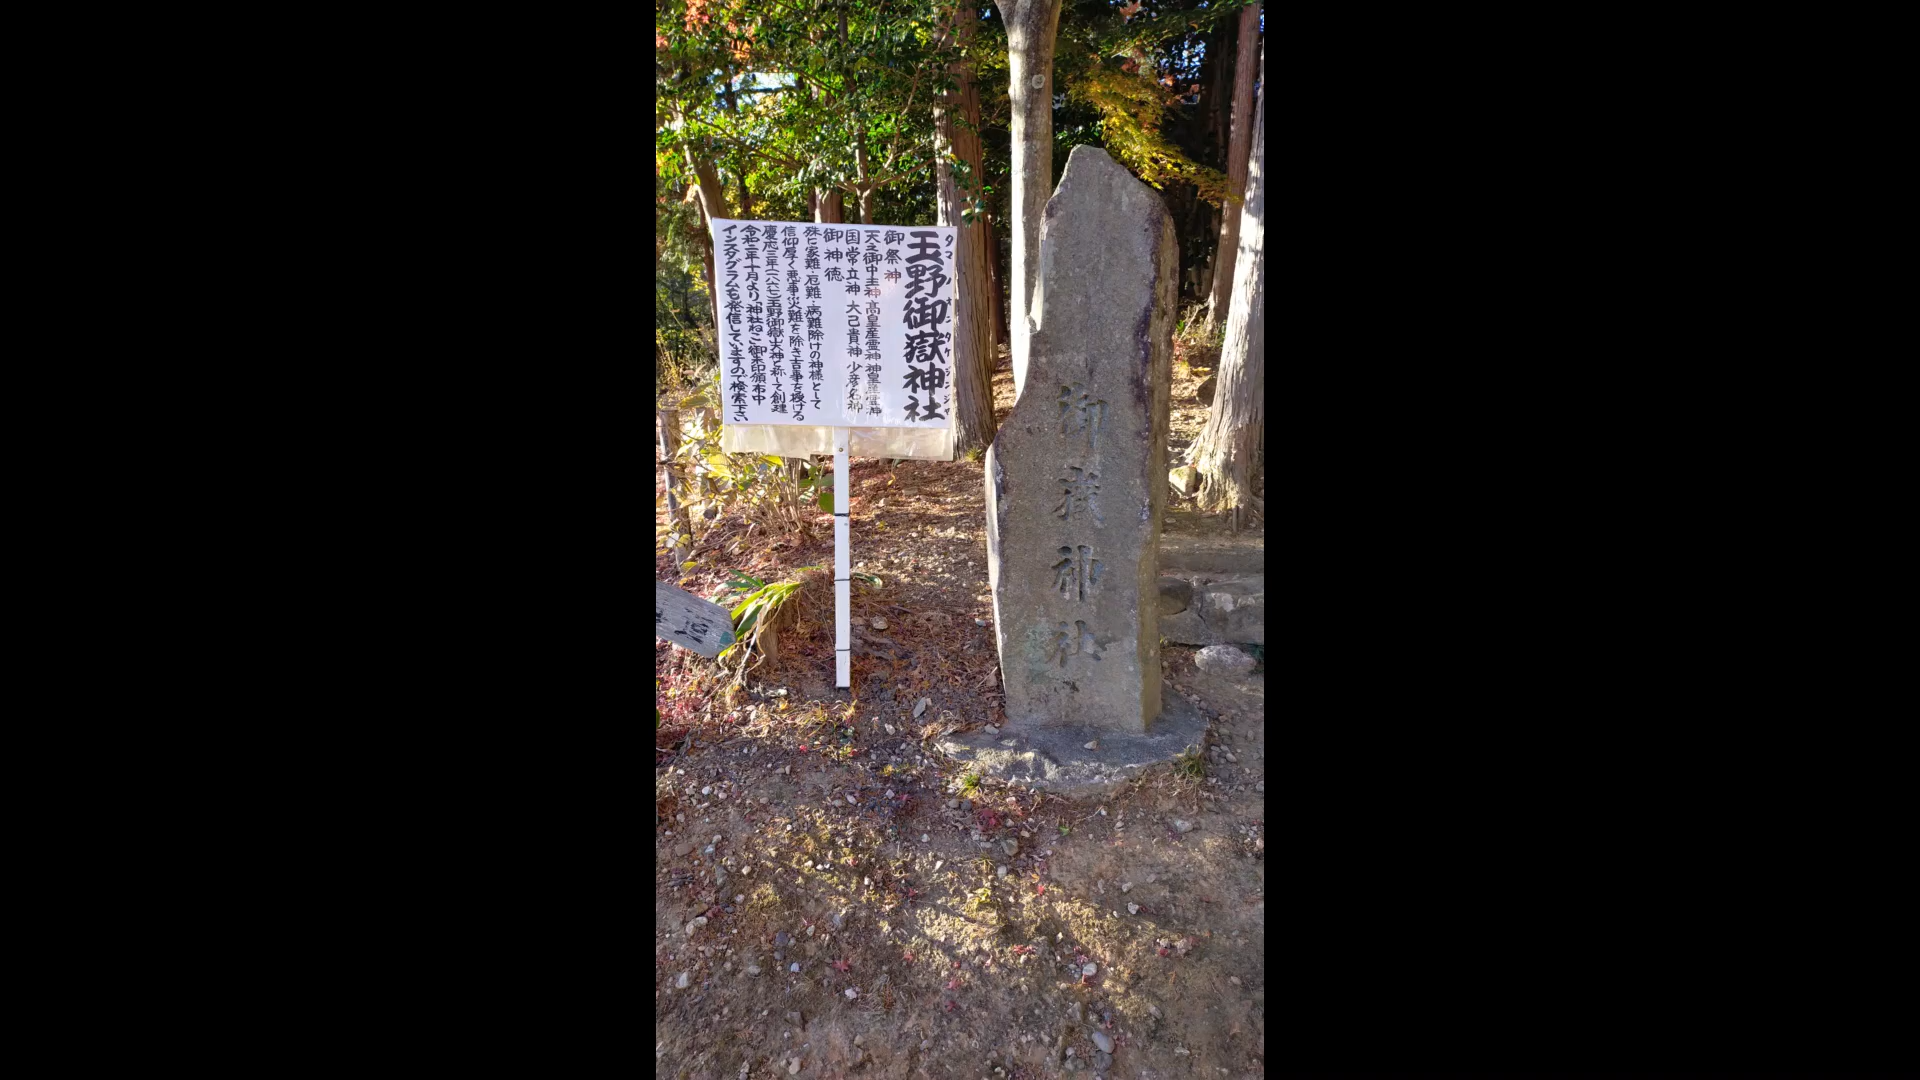 玉野御嶽神社
タマノオンタケジンジャ
御祭神
天之御中主神 高皇産霊神 神皇産霊神
国常立神 大己貴神 少彦名神
御神徳
殊に家難・厄難・病難除けの神様として
信仰厚く悪事災難を除き吉事を授ける
慶応三年(一八六七)玉野御嶽大神と称して創建
令和二年十月より「神社ねこ」御朱印頒布中
インスタグラムも発信していますので検索下さい
御嶽神社